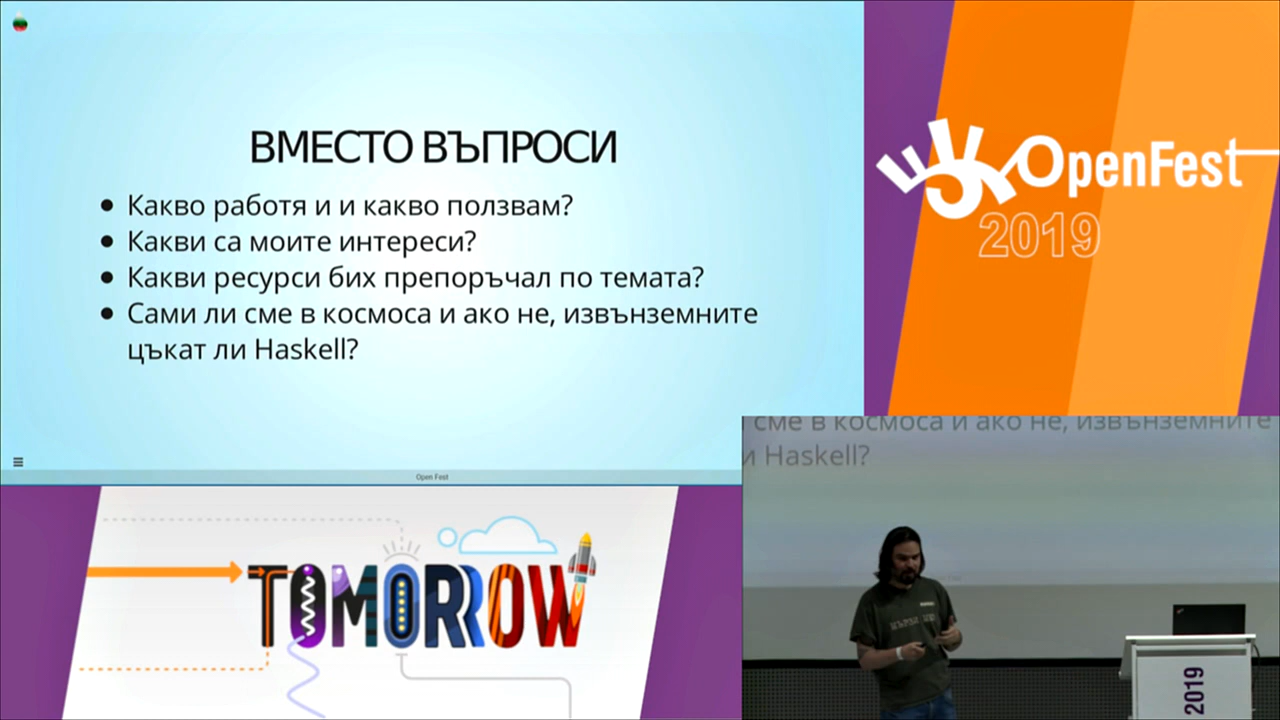 ВМЕСТО ВЪПРОСИ
Какво работя и и какво ползвам?
Какви са моите интереси?
Какви ресурси бих препоръчал по темата?
Сами ли сме в космоса и ако не, извънземните
цъкат ли Haskell?
Open Fest
OpenFest
2019
TOMORROW
сме в космоса и ако не, извънземните
и Haskell?
2019